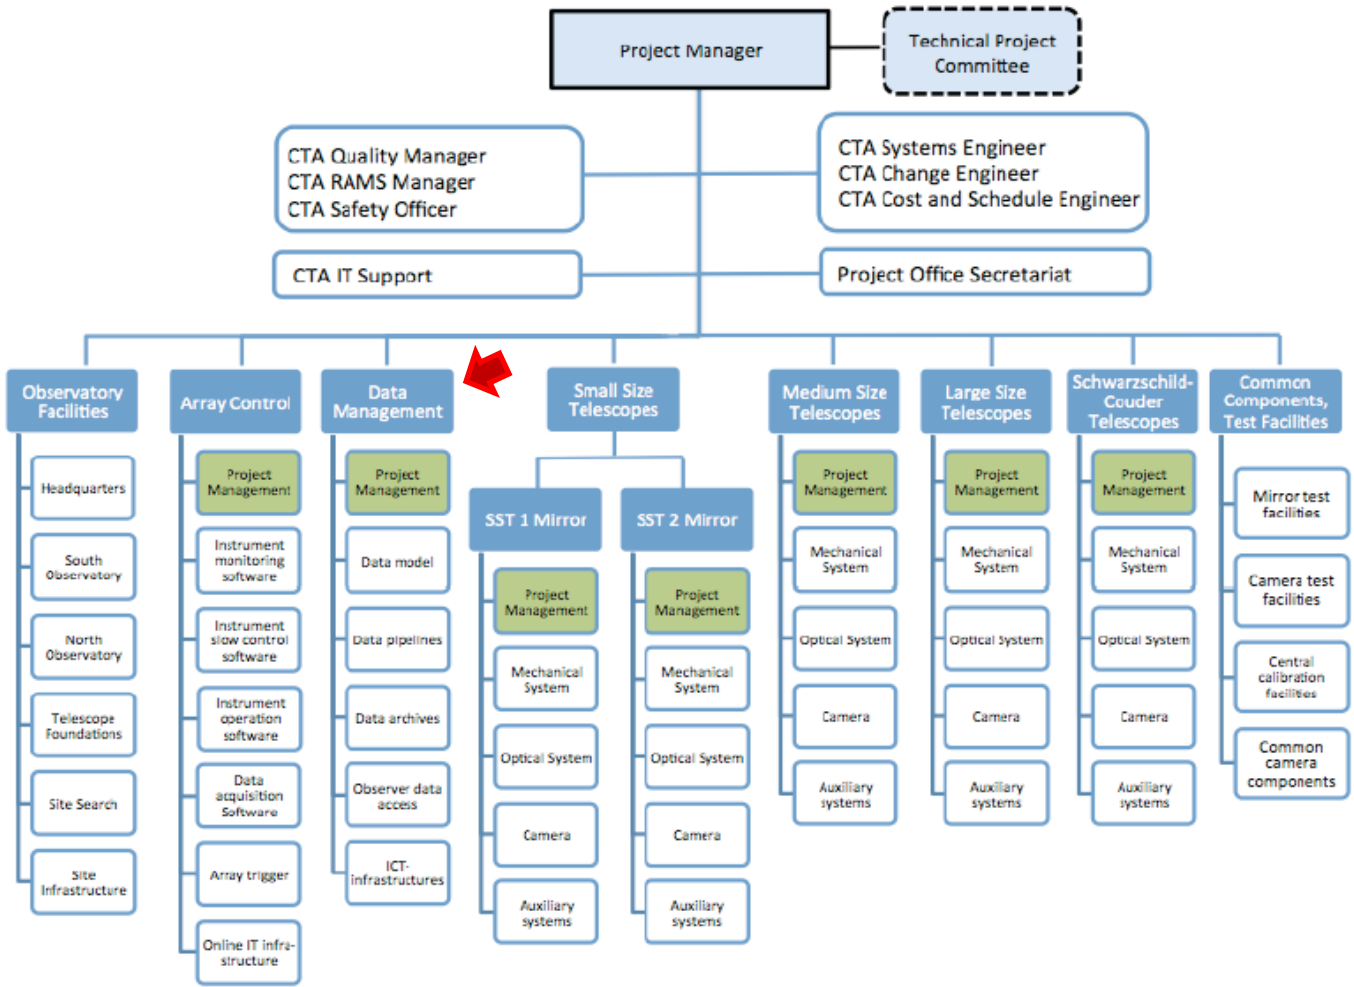 Project Manager
Technical Project
Committee
CTA Quality Manager
CTA RAMS Manager
CTA Safety Officer
CTA Systems Engineer
CTA Change Engineer
CTA Cost and Schedule Engineer
CTA IT Support
Project Office Secretariat
Observatory
Facilities
Headquarters
South
Observatory
North
Observatory
Telescope
Foundations
Site Search
Site
Infrastructure
Array Control
Project
Management
Instrument
monitoring
software
Instrument
slow control
software
Instrument
operation
software
Data
acquisition
Software
Array trigger
Online IT infra-
structure
Data
Management
Project
Management
Data model
Data pipelines
Data archives
Observer data
access
ICT-
infrastructures
Small Size
Telescopes
SST 1 Mirror
Project
Management
Mechanical
System
Optical System
Camera
Auxiliary
systems
SST 2 Mirror
Project
Management
Mechanical
System
Optical System
Camera
Auxiliary
systems
Medium Size
Telescopes
Project
Management
Mechanical
System
Optical System
Camera
Auxiliary
systems
Large Size
Telescopes
Project
Management
Mechanical
System
Optical System
Camera
Auxiliary
systems
Schwarzschild-
Couder
Telescopes
Project
Management
Mechanical
System
Optical System
Camera
Auxiliary
systems
Common
Components,
Test Facilities
Mirror test
facilities
Camera test
facilities
Central
calibration
facilities
Common
camera
components